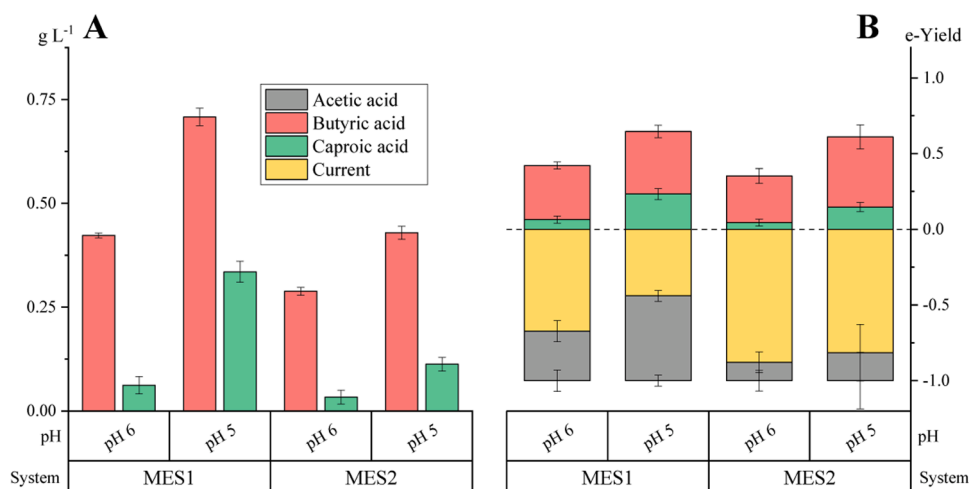 g L⁻¹ A
0.75
0.50
0.25
0.00
Acetic acid
Butyric acid
Caproic acid
Current
pH pH 6 pH 5 pH 6 pH 5
System MES1 MES2
B e-Yield
1.0
0.5
0.0
-0.5
-1.0
pH 6 pH 5 pH 6 pH 5 pH
MES1 MES2 System